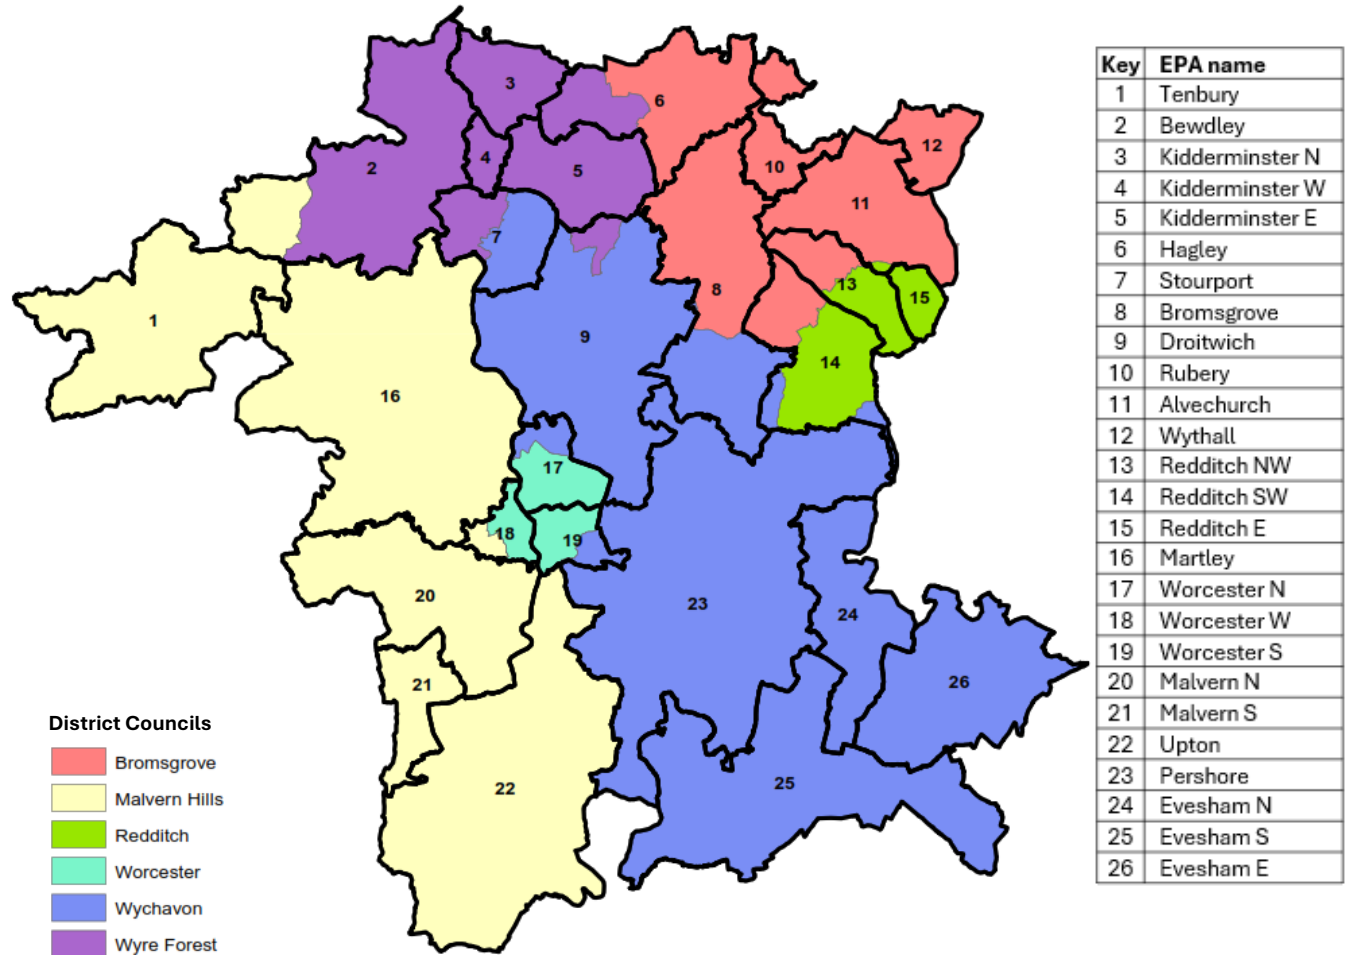 Key EPA name
1 Tenbury
2 Bewdley
3 Kidderminster N
4 Kidderminster W
5 Kidderminster E
6 Hagley
7 Stourport
8 Bromsgrove
9 Droitwich
10 Rubery
11 Alvechurch
12 Wythall
13 Redditch NW
14 Redditch SW
15 Redditch E
16 Martley
17 Worcester N
18 Worcester W
19 Worcester S
20 Malvern N
21 Malvern S
22 Upton
23 Pershore
24 Evesham N
25 Evesham S
26 Evesham E
3
6
12
4
2
5
10
11
7
8
13
15
1
9
14
16
17
18
19
20
23
24
21
26
22
25
District Councils
Bromsgrove
Malvern Hills
Redditch
Worcester
Wychavon
Wyre Forest